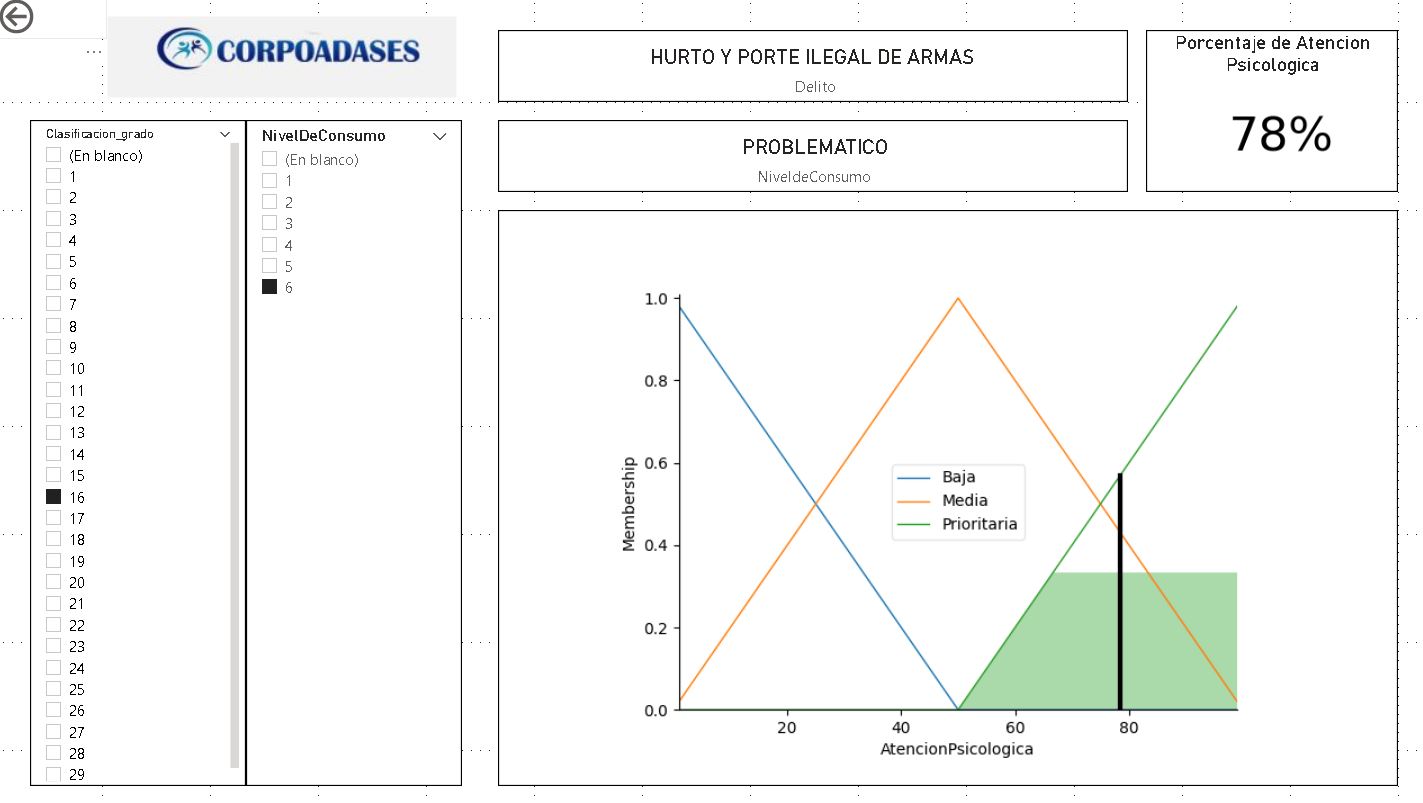 CORPOADASES
HURTO Y PORTE ILEGAL DE ARMAS
Delito
Porcentaje de Atencion
Psicologica
78%
PROBLEMATICO
NiveldeConsumo
Clasificacion_grado
(En blanco)
1
2
3
4
5
6
7
8
9
10
11
12
13
14
15
16
17
18
19
20
21
22
23
24
25
26
27
28
29
NivelDeConsumo
(En blanco)
1
2
3
4
5
6
1.0
0.8
0.6
0.4
0.2
0.0
Membership
Baja
Media
Prioritaria
20
40
60
80
AtencionPsicologica